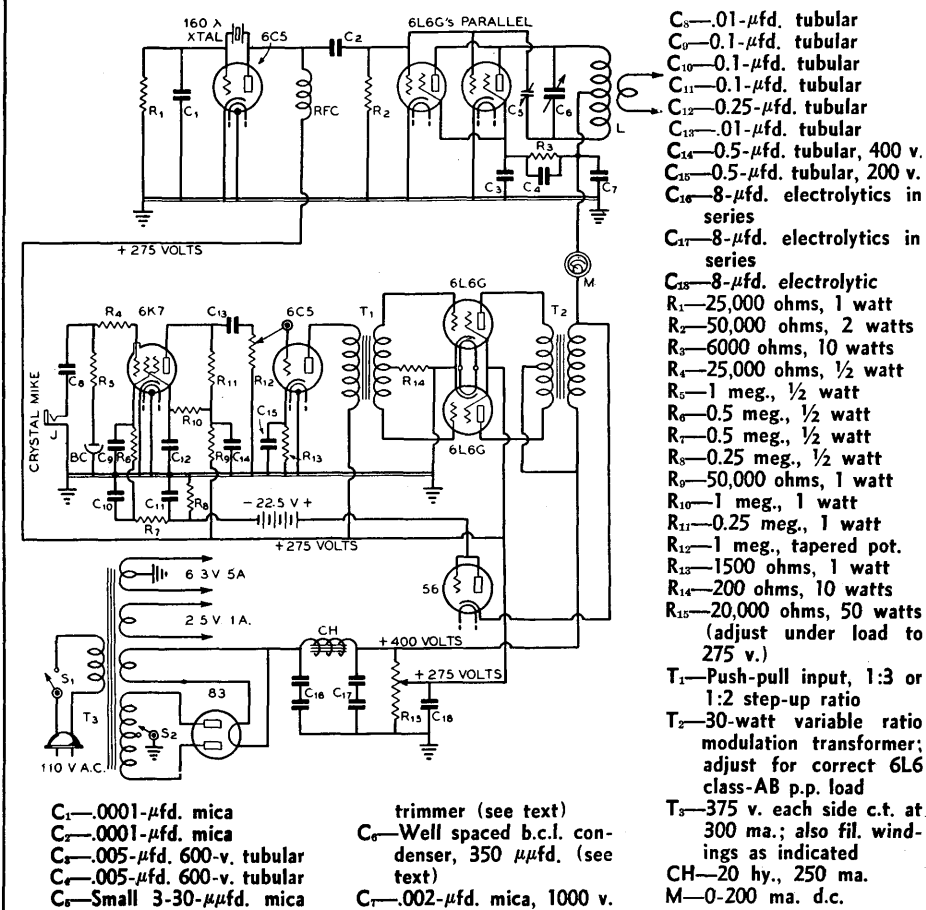 160 λ
XTAL
6C5
C2
6L6G's PARALLEL
R1
C1
RFC
R2
C5
C6
L
R3
C3
C4
C7
+ 275 VOLTS
M
CRYSTAL MIKE
J
C8
R4
6K7
R5
BC
C9
R6
C10
C11
C12
R7
R8
R10
R11
C13
R9
C14
R12
6C5
C15
R13
T1
R14
6L6G
6L6G
T2
- 22.5 V +
+275 VOLTS
56
6 3V 5A
2 5 V 1 A.
S1
T3
110 V A.C.
S2
83
CH
C16
C17
R15
+400 VOLTS
+275 VOLTS
C18
C1—.0001-μfd. mica
C2—.0001-μfd. mica
C3—.005-μfd. 600-v. tubular
C4—.005-μfd. 600-v. tubular
C5—Small 3-30-μμfd. mica
trimmer (see text)
C6—Well spaced b.c.l. con-
denser, 350 μμfd. (see
text)
C7—.002-μfd. mica, 1000 v.
C8—.01-μfd. tubular
C9—0.1-μfd. tubular
C10—0.1-μfd. tubular
C11—0.1-μfd. tubular
C12—0.25-μfd. tubular
C13—.01-μfd. tubular
C14—0.5-μfd. tubular, 400 v.
C15—0.5-μfd. tubular, 200 v.
C16—8-μfd. electrolytics in
series
C17—8-μfd. electrolytics in
series
C18—8-μfd. electrolytic
R1—25,000 ohms, 1 watt
R2—50,000 ohms, 2 watts
R3—6000 ohms, 10 watts
R4—25,000 ohms, ½ watt
R5—1 meg., ½ watt
R6—0.5 meg., ½ watt
R7—0.5 meg., ½ watt
R8—0.25 meg., ½ watt
R9—50,000 ohms, 1 watt
R10—1 meg., 1 watt
R11—0.25 meg., 1 watt
R12—1 meg., tapered pot.
R13—1500 ohms, 1 watt
R14—200 ohms, 10 watts
R15—20,000 ohms, 50 watts
(adjust under load to
275 v.)
T1—Push-pull input, 1:3 or
1:2 step-up ratio
T2—30-watt variable ratio
modulation transformer;
adjust for correct 6L6
class-AB p.p. load
T3—375 v. each side c.t. at
300 ma.; also fil. wind-
ings as indicated
CH—20 hy., 250 ma.
M—0-200 ma. d.c.